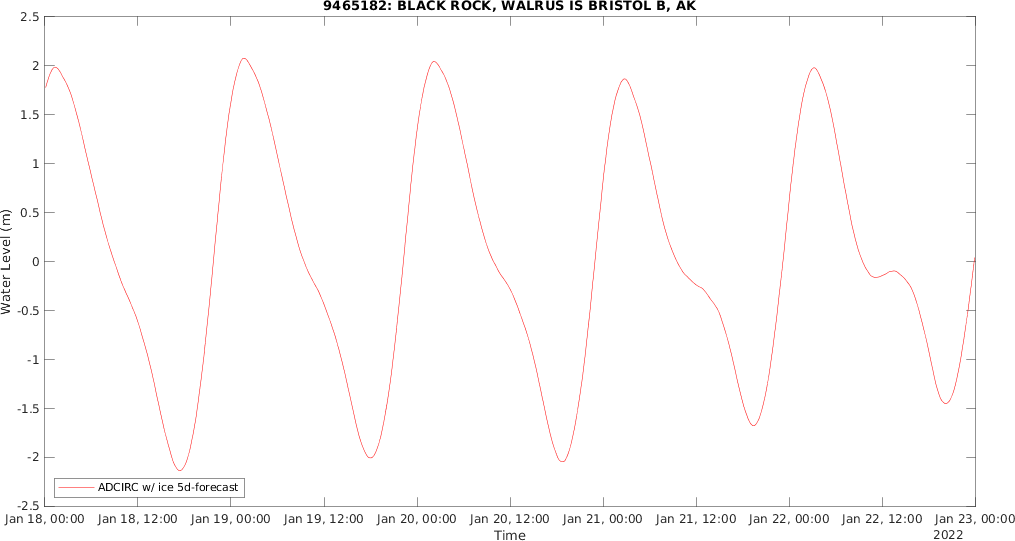 9465182: BLACK ROCK, WALRUS IS BRISTOL B, AK
2.5
2
1.5
1
0.5
0
-0.5
-1
-1.5
-2
-2.5
Water Level (m)
ADCIRC w/ ice 5d-forecast
Jan 18, 00:00 Jan 18, 12:00 Jan 19, 00:00 Jan 19, 12:00 Jan 20, 00:00 Jan 20, 12:00 Jan 21, 00:00 Jan 21, 12:00 Jan 22, 00:00 Jan 22, 12:00 Jan 23, 00:00
Time
2022